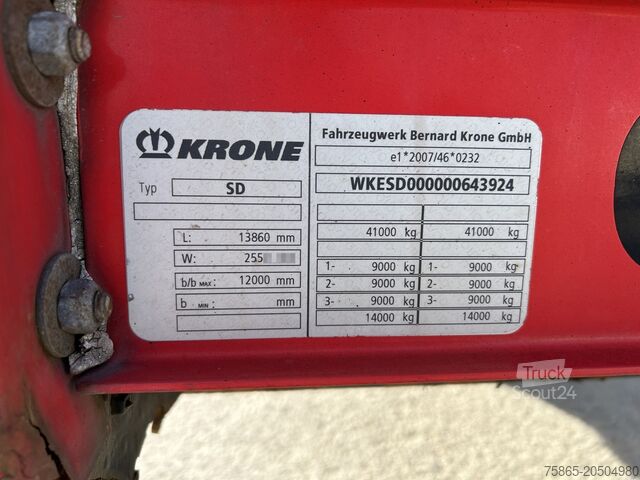 KRONE
Typ SD
L: 13860 mm
W: 255
b/b MAX: 12000 mm
b MIN: mm
Fahrzeugwerk Bernard Krone GmbH
e1*2007/46*0232
WKESD000000643924
41000 kg 41000 kg
1- 9000 kg 1- 9000 kg
2- 9000 kg 2- 9000 kg
3- 9000 kg 3- 9000 kg
14000 kg 14000 kg
Truck
Scout24
75865-20504980